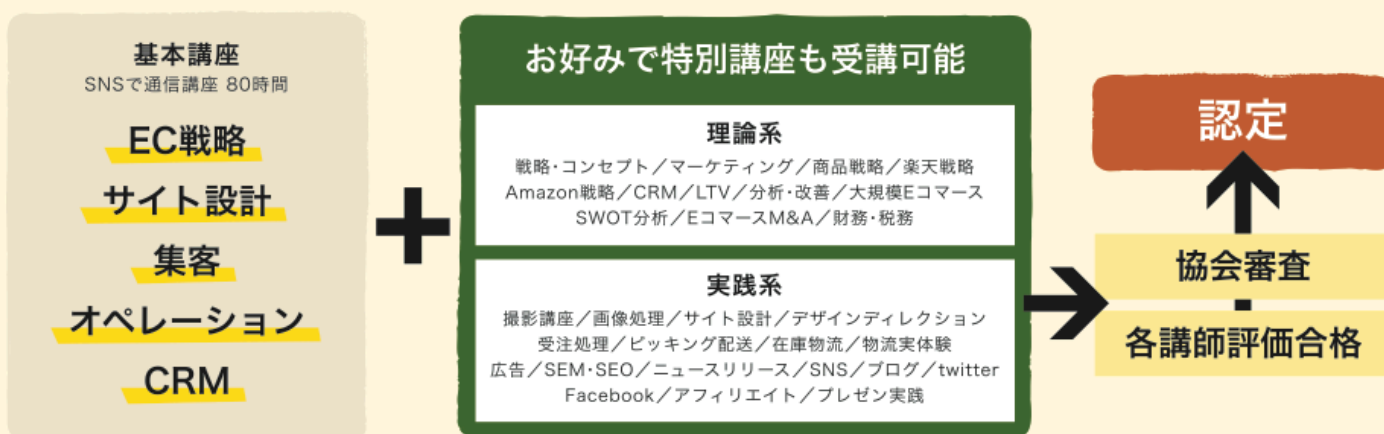 基本講座
SNSで通信講座 80時間
EC戦略
サイト設計
集客
オペレーション
CRM
+
お好みで特別講座も受講可能
理論系
戦略・コンセプト／マーケティング／商品戦略／楽天戦略
Amazon戦略／CRM／LTV／分析・改善／大規模Eコマース
SWOT分析／EコマースM&A／財務・税務
実践系
撮影講座／画像処理／サイト設計／デザインディレクション
受注処理／ピッキング配送／在庫物流／物流実体験
広告／SEM・SEO／ニュースリリース／SNS／ブログ／twitter
Facebook／アフィリエイト／プレゼン実践
認定
協会審査
各講師評価合格